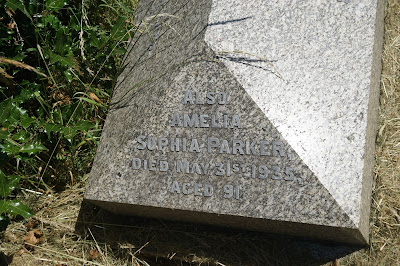 ALSO
AMELIA
SOPHIA PARKER,
DIED MAY 31ST 1935,
AGED 91